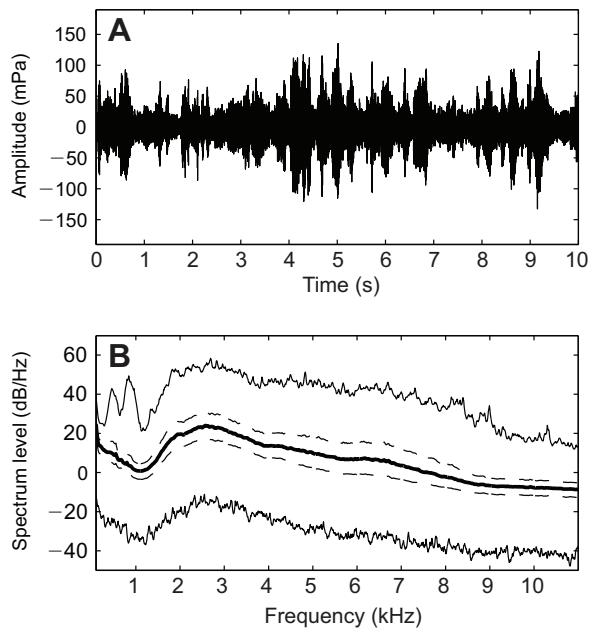 A
150
100
50
0
−50
−100
−150
Amplitude (mPa)
0 1 2 3 4 5 6 7 8 9 10
Time (s)
B
60
40
20
0
−20
−40
Spectrum level (dB/Hz)
1 2 3 4 5 6 7 8 9 10
Frequency (kHz)